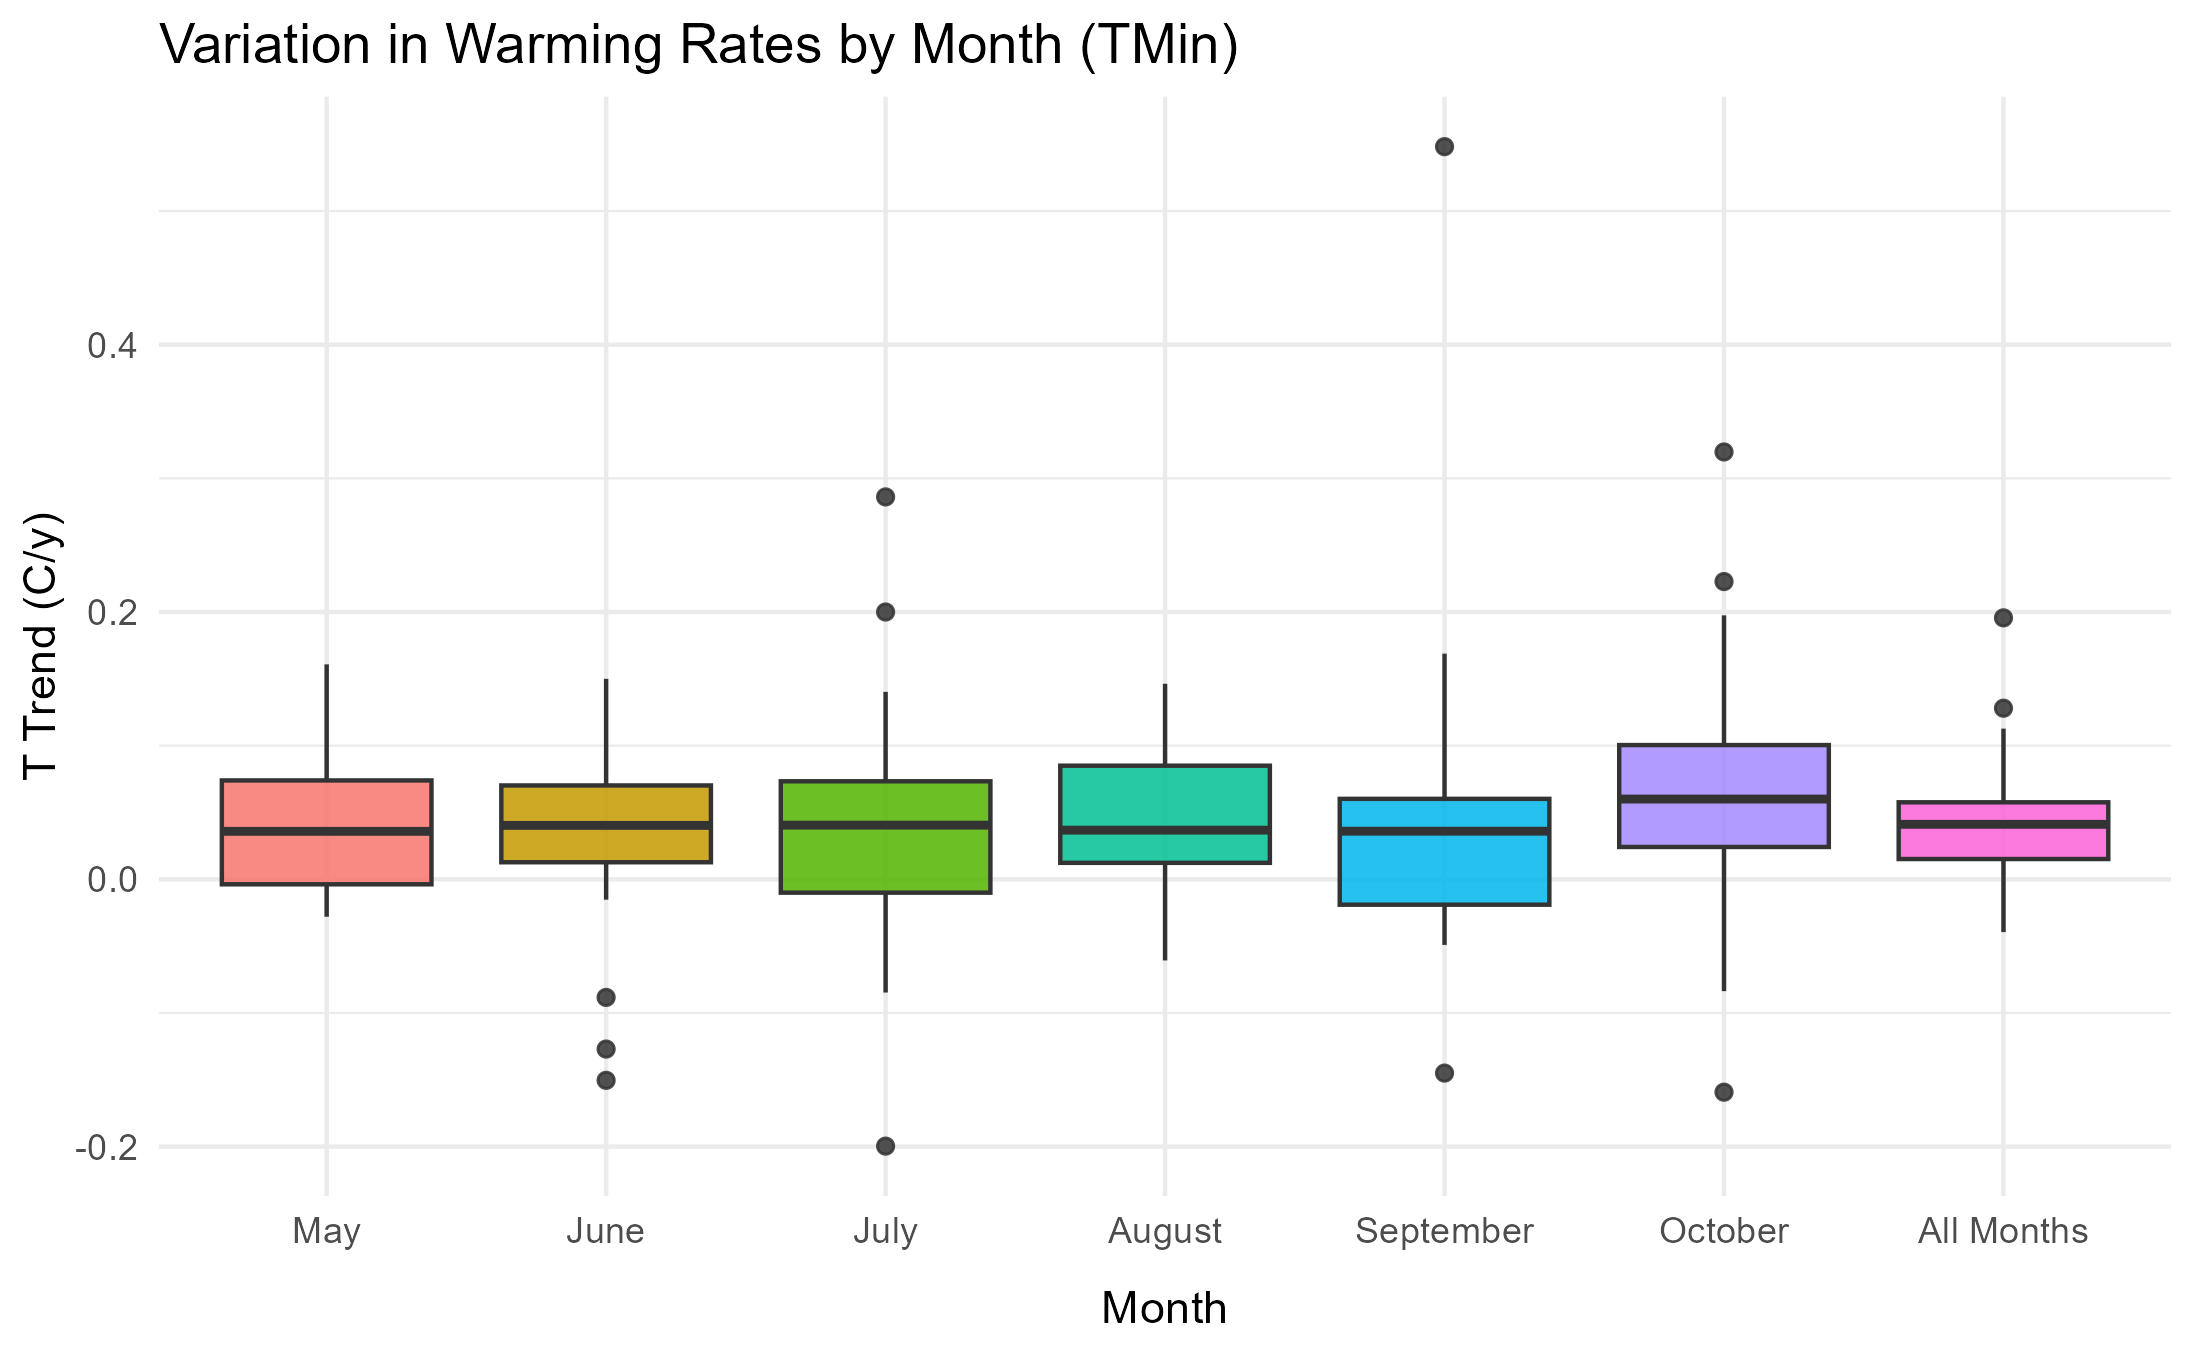 Variation in Warming Rates by Month (TMin)
T Trend (C/y)
0.4
0.2
0.0
-0.2
May
June
July
August
September
October
All Months
Month